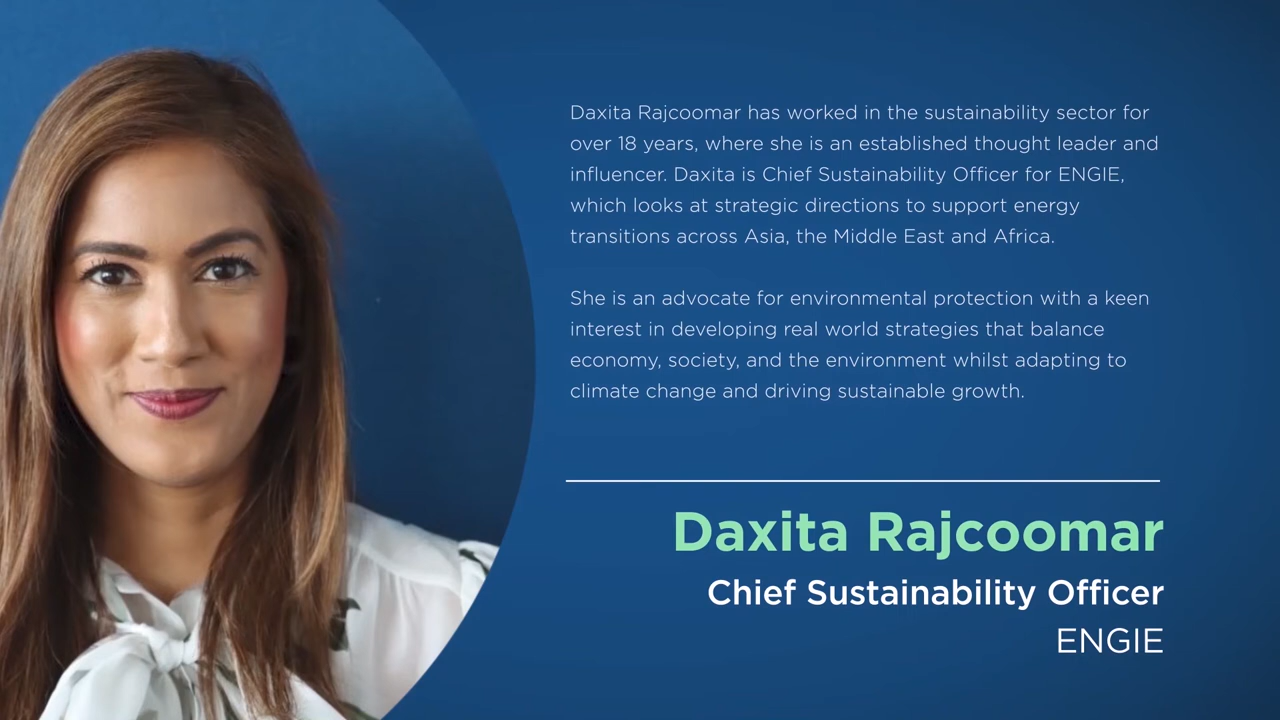 Daxita Rajcoomar has worked in the sustainability sector for
over 18 years, where she is an established thought leader and
influencer. Daxita is Chief Sustainability Officer for ENGIE,
which looks at strategic directions to support energy
transitions across Asia, the Middle East and Africa.
She is an advocate for environmental protection with a keen
interest in developing real world strategies that balance
economy, society, and the environment whilst adapting to
climate change and driving sustainable growth.
Daxita Rajcoomar
Chief Sustainability Officer
ENGIE